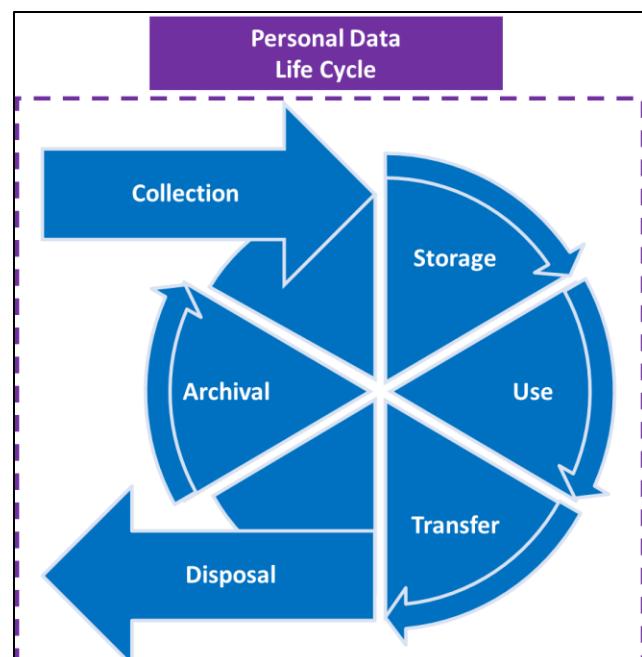 Personal Data
Life Cycle
Collection
Storage
Archival
Use
Transfer
Disposal